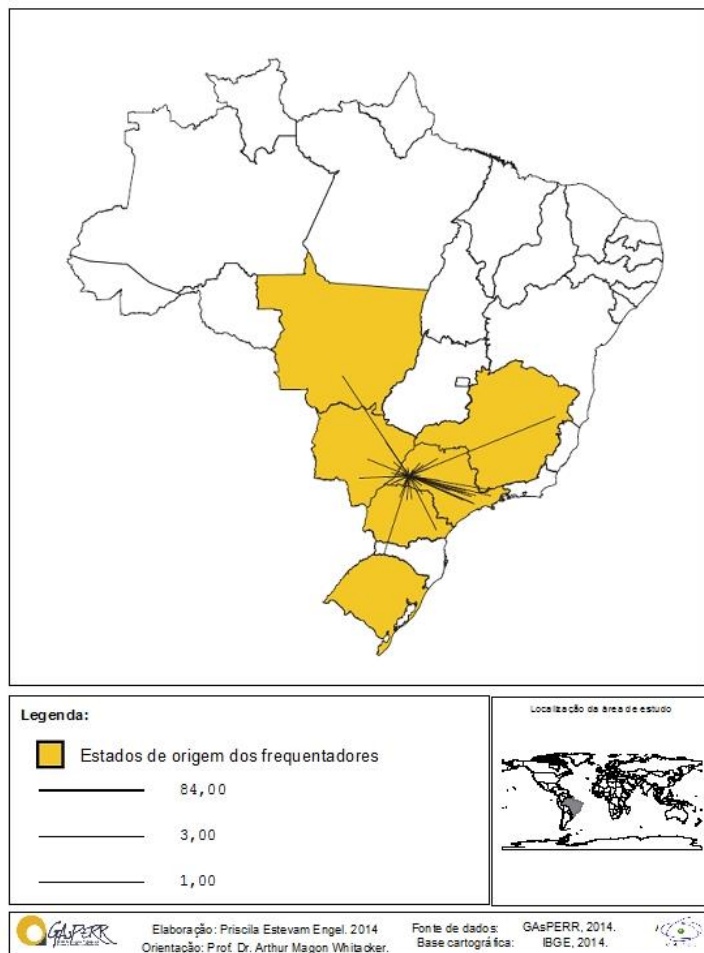 Legenda:
Localização da área de estudo
Estados de origem dos frequentadores
84,00
3,00
1,00
GAsPERR
Elaboração: Priscila Estevam Engel. 2014
Orientação: Prof. Dr. Arthur Magon Whitacker.
Fonte de dados: GAsPERR, 2014.
Base cartográfica: IBGE, 2014.